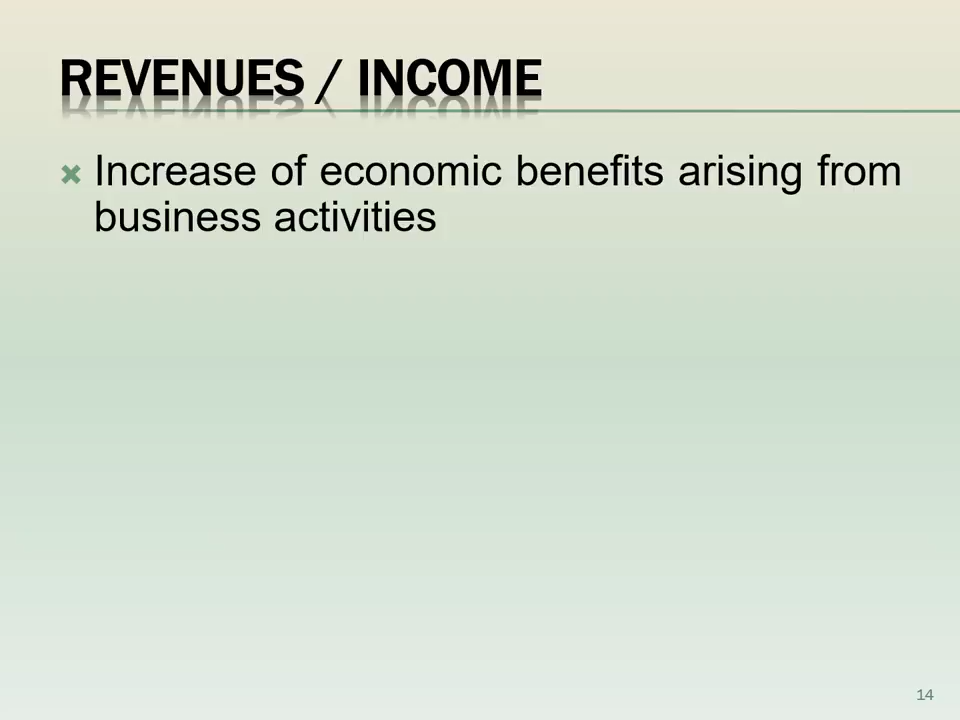 REVENUES / INCOME
Increase of economic benefits arising from
business activities
14